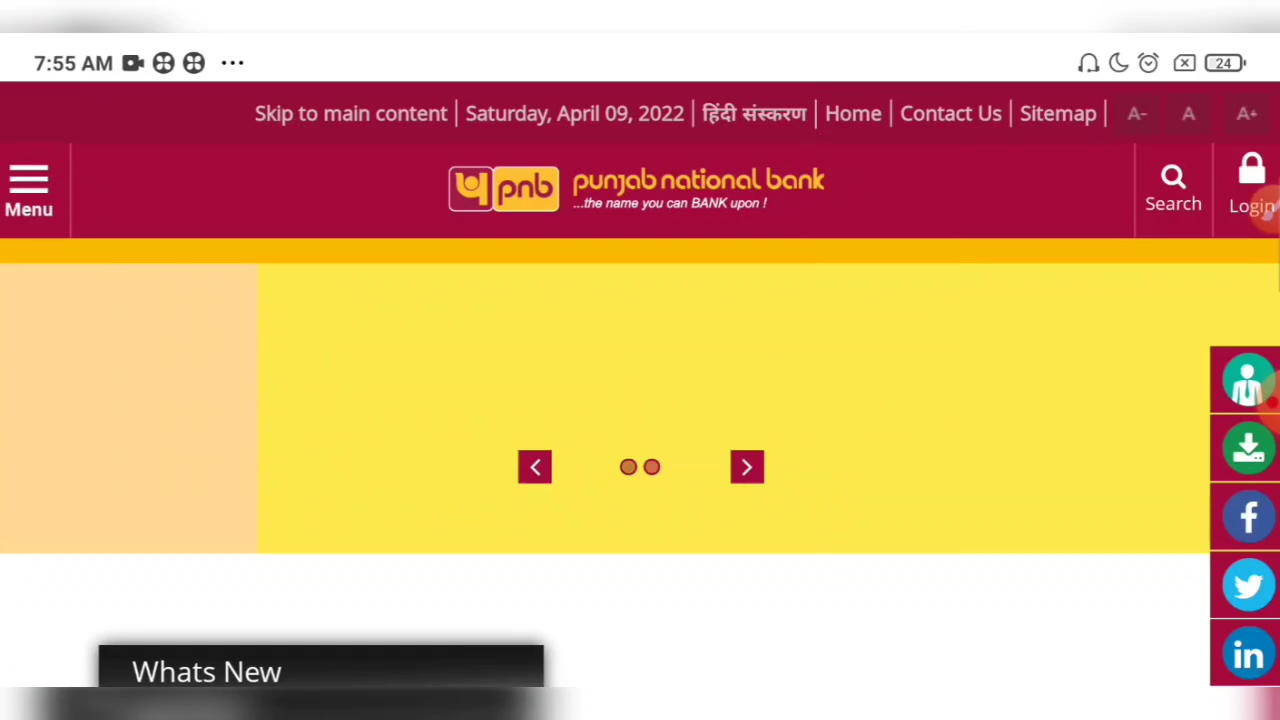 7:55 AM ... 24
Skip to main content Saturday, April 09, 2022 हिंदी संस्करण Home Contact Us Sitemap A- A A+
Menu
प pnb punjab national bank
...the name you can BANK upon !
Search
Login
f
in
Whats New